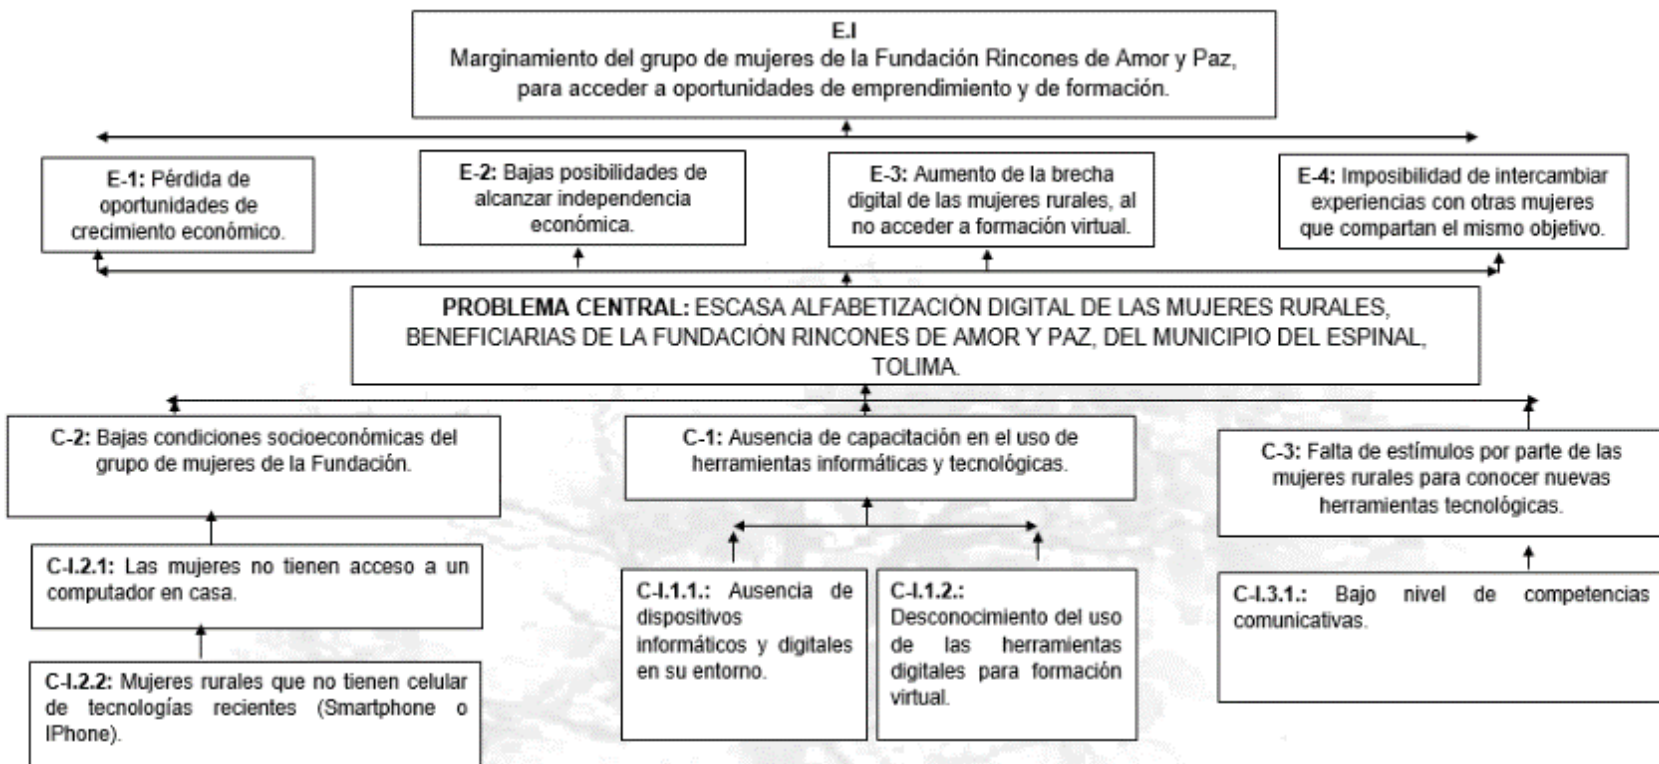 E.I
Marginamiento del grupo de mujeres de la Fundación Rincones de Amor y Paz,
para acceder a oportunidades de emprendimiento y de formación.
E-1: Pérdida de
oportunidades de
crecimiento económico.
E-2: Bajas posibilidades de
alcanzar independencia
económica.
E-3: Aumento de la brecha
digital de las mujeres rurales, al
no acceder a formación virtual.
E-4: Imposibilidad de intercambiar
experiencias con otras mujeres
que compartan el mismo objetivo.
PROBLEMA CENTRAL: ESCASA ALFABETIZACIÓN DIGITAL DE LAS MUJERES RURALES,
BENEFICIARIAS DE LA FUNDACIÓN RINCONES DE AMOR Y PAZ, DEL MUNICIPIO DEL ESPINAL,
TOLIMA.
C-2: Bajas condiciones socioeconómicas del
grupo de mujeres de la Fundación.
C-1: Ausencia de capacitación en el uso de
herramientas informáticas y tecnológicas.
C-3: Falta de estímulos por parte de las
mujeres rurales para conocer nuevas
herramientas tecnológicas.
C-I.2.1: Las mujeres no tienen acceso a un
computador en casa.
C-I.2.2: Mujeres rurales que no tienen celular
de tecnologías recientes (Smartphone o
IPhone).
C-I.1.1.: Ausencia de
dispositivos
informáticos y digitales
en su entorno.
C-I.1.2.:
Desconocimiento del uso
de las herramientas
digitales para formación
virtual.
C-I.3.1.: Bajo nivel de competencias
comunicativas.